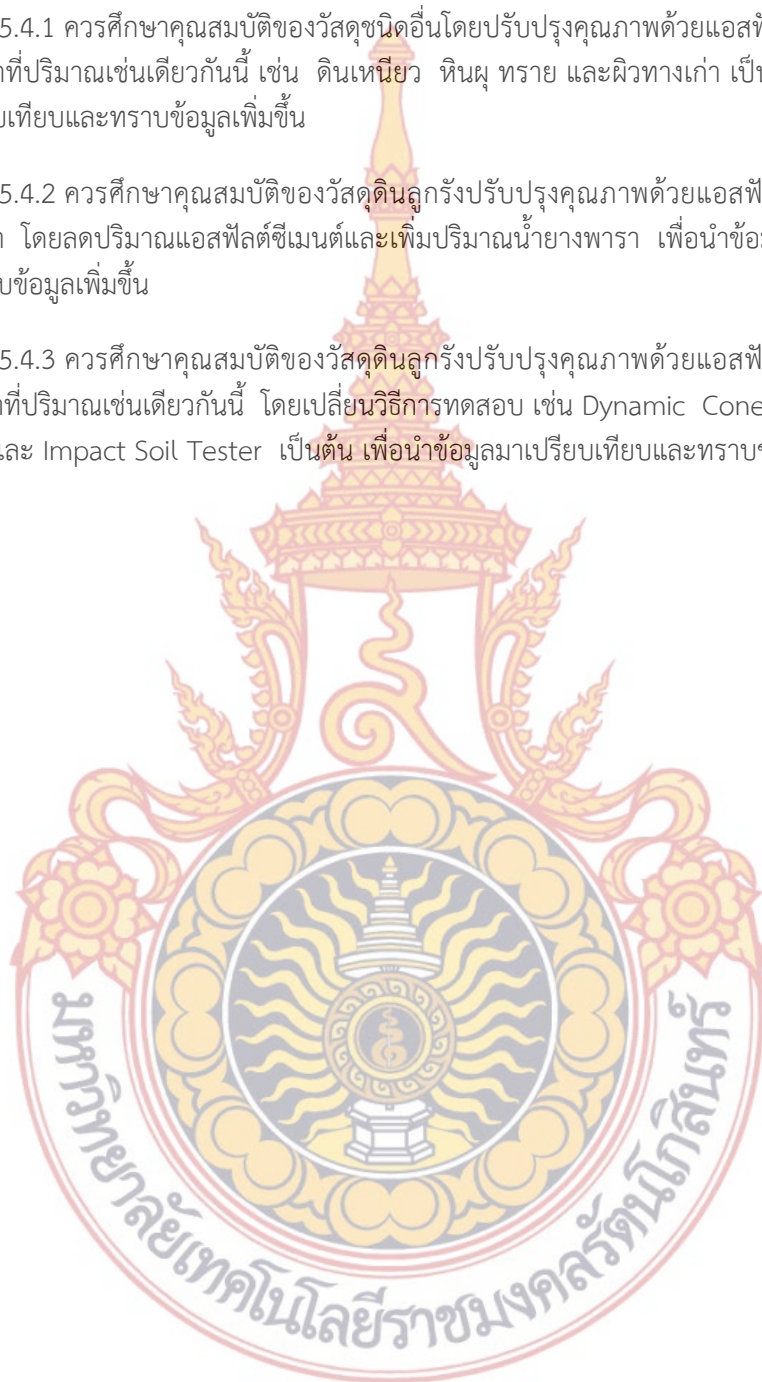 5.4.1 ควรศึกษาคุณสมบัติของวัสดุชนิดอื่นโดยปรับปรุงคุณภาพด้วยแอสฟั
ที่ปริมาณเช่นเดียวกันนี้ เช่น ดินเหนียว หินผุ ทราย และผิวทางเก่า เป็น
เทียบและทราบข้อมูลเพิ่มขึ้น
5.4.2 ควรศึกษาคุณสมบัติของวัสดุดินลูกรังปรับปรุงคุณภาพด้วยแอสฟั
โดยลดปริมาณแอสฟัลต์ซีเมนต์และเพิ่มปริมาณน้ำยางพารา เพื่อนำข้อม
บข้อมูลเพิ่มขึ้น
5.4.3 ควรศึกษาคุณสมบัติของวัสดุดินลูกรังปรับปรุงคุณภาพด้วยแอสฟั
ที่ปริมาณเช่นเดียวกันนี้ โดยเปลี่ยนวิธีการทดสอบ เช่น Dynamic Cone
และ Impact Soil Tester เป็นต้น เพื่อนำข้อมูลมาเปรียบเทียบและทราบข
มหาวิทยาลัยเทคโนโลยีราชมงคลรัตนโกสินทร์